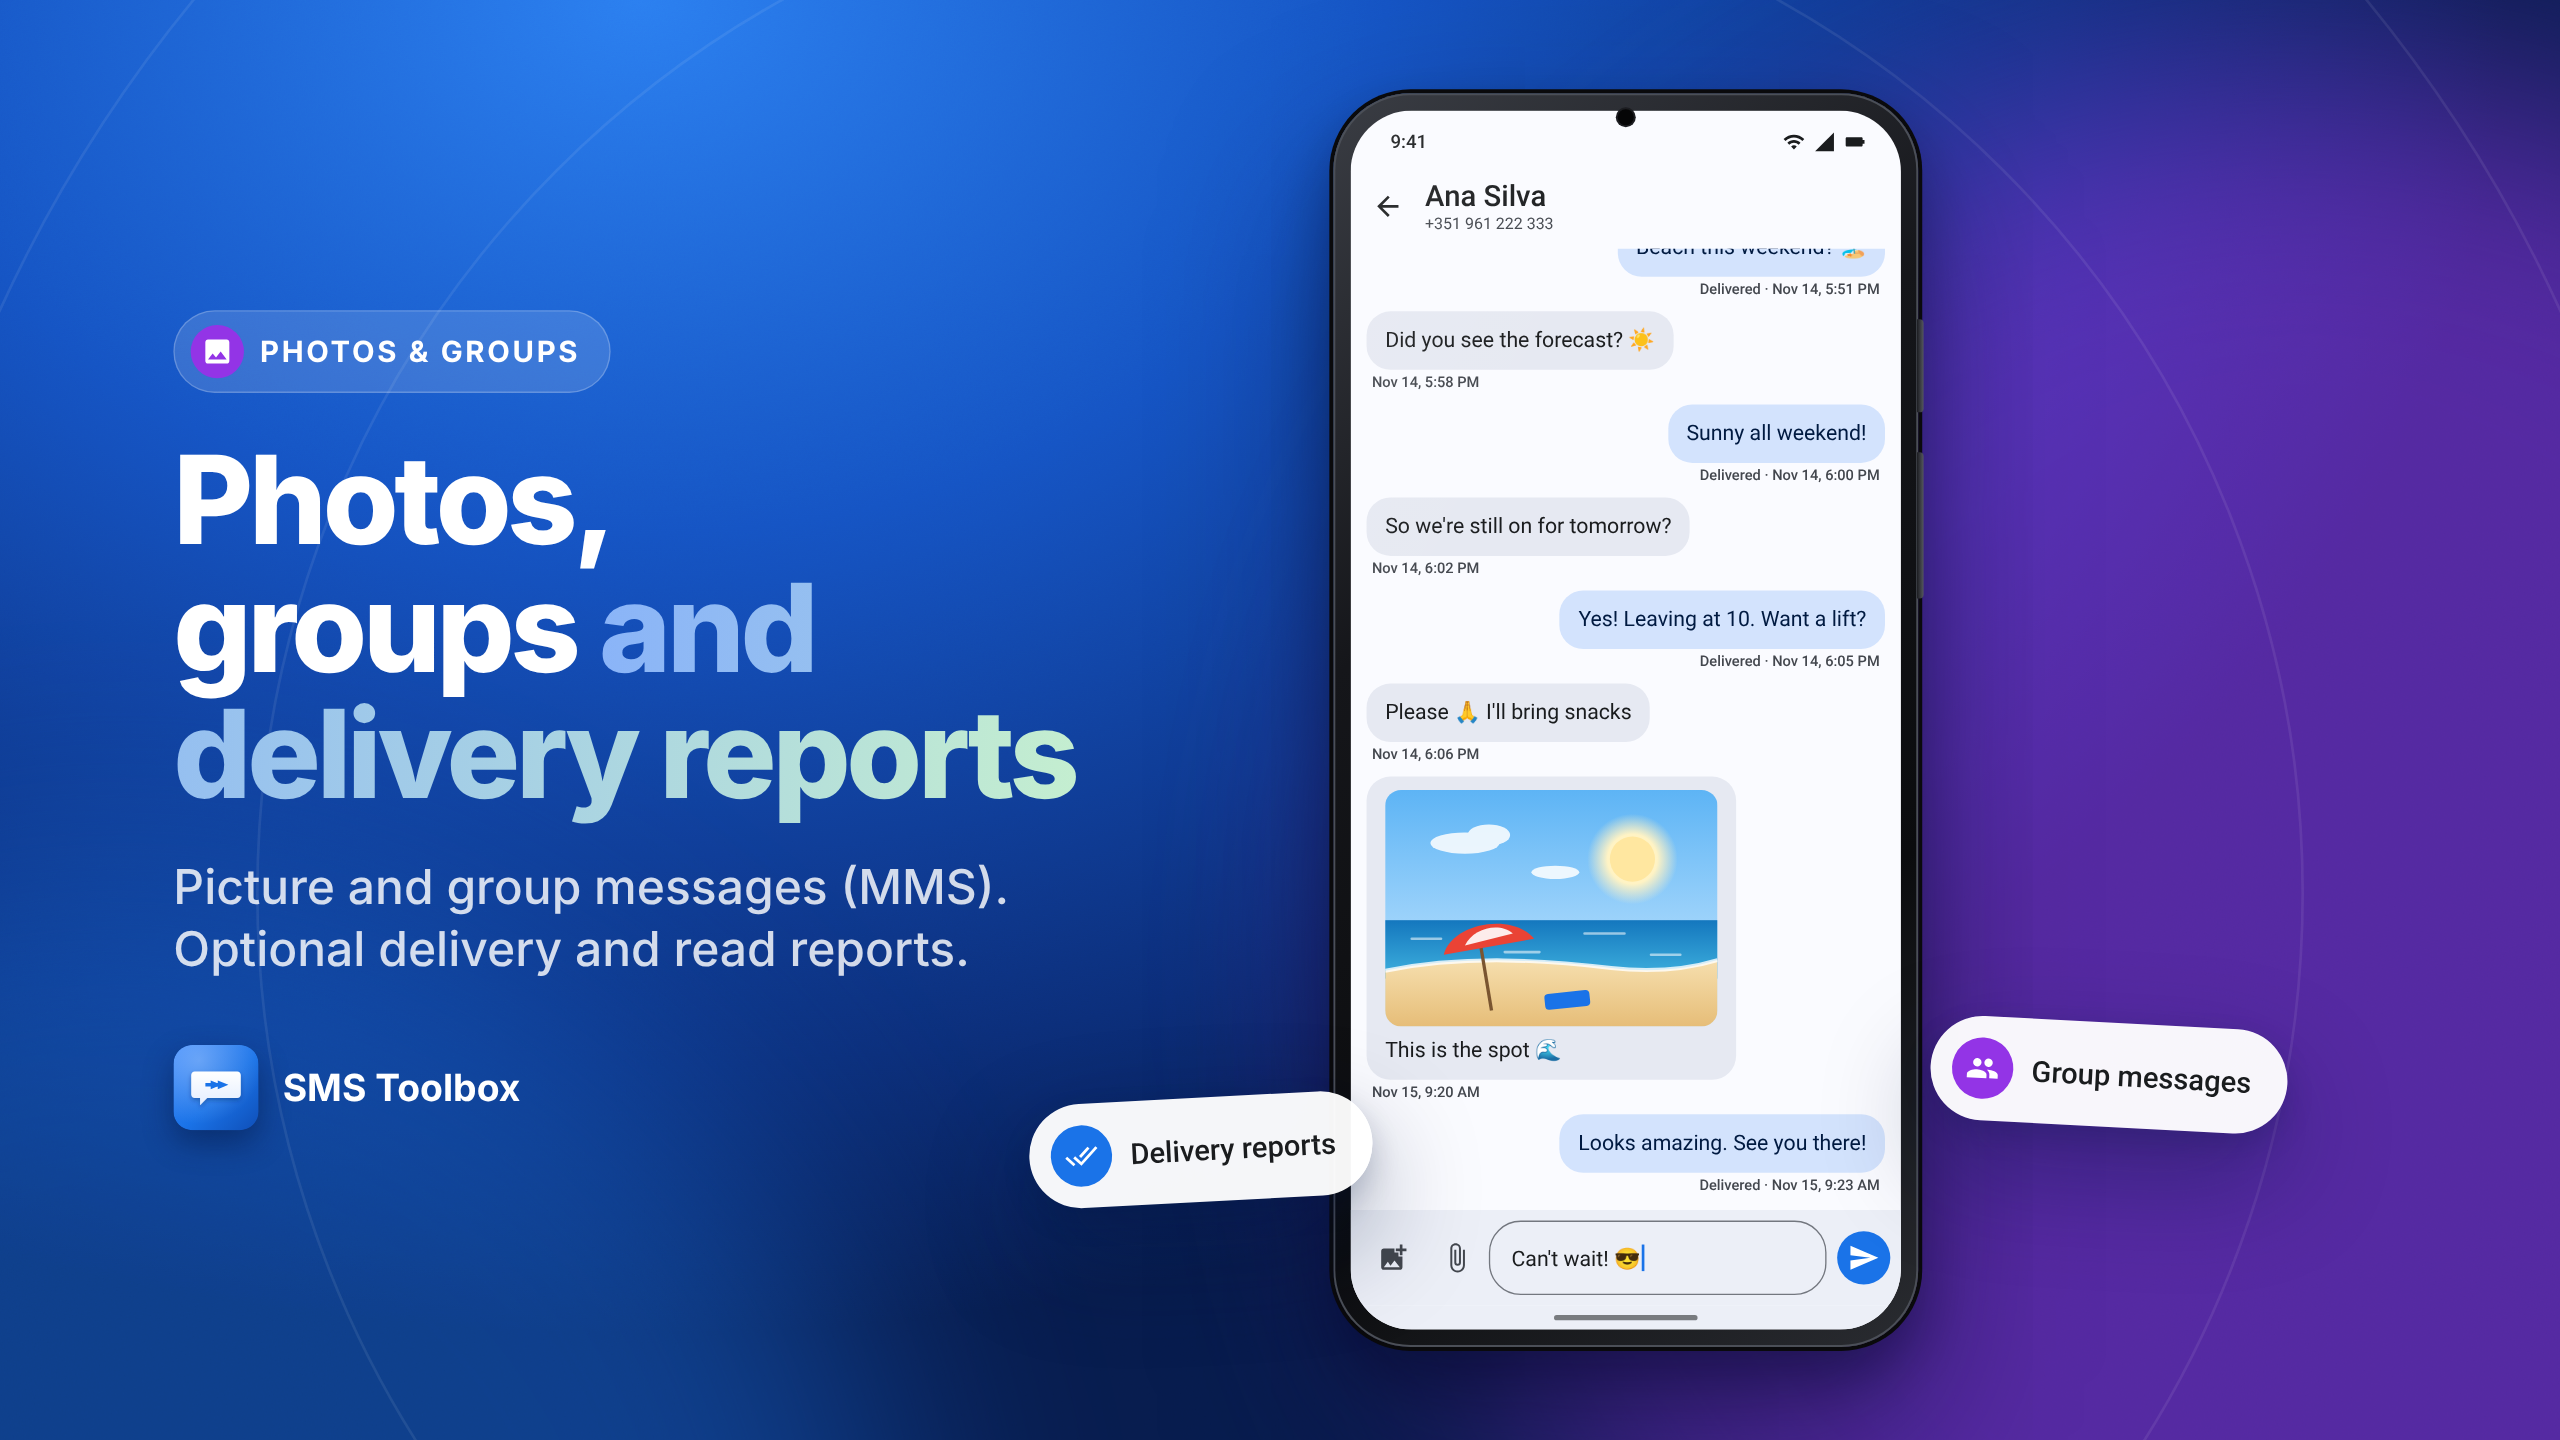 PHOTOS & GROUPS
Photos,
groups and
delivery reports
Picture and group messages (MMS).
Optional delivery and read reports.
SMS Toolbox
9:41
Ana Silva
+351 961 222 333
Beach this weekend? 🏖️
Delivered · Nov 14, 5:51 PM
Did you see the forecast? ☀️
Nov 14, 5:58 PM
Sunny all weekend!
Delivered · Nov 14, 6:00 PM
So we're still on for tomorrow?
Nov 14, 6:02 PM
Yes! Leaving at 10. Want a lift?
Delivered · Nov 14, 6:05 PM
Please 🙏 I'll bring snacks
Nov 14, 6:06 PM
This is the spot 🌊
Nov 15, 9:20 AM
Looks amazing. See you there!
Delivered · Nov 15, 9:23 AM
Can't wait! 😎
Delivery reports
Group messages